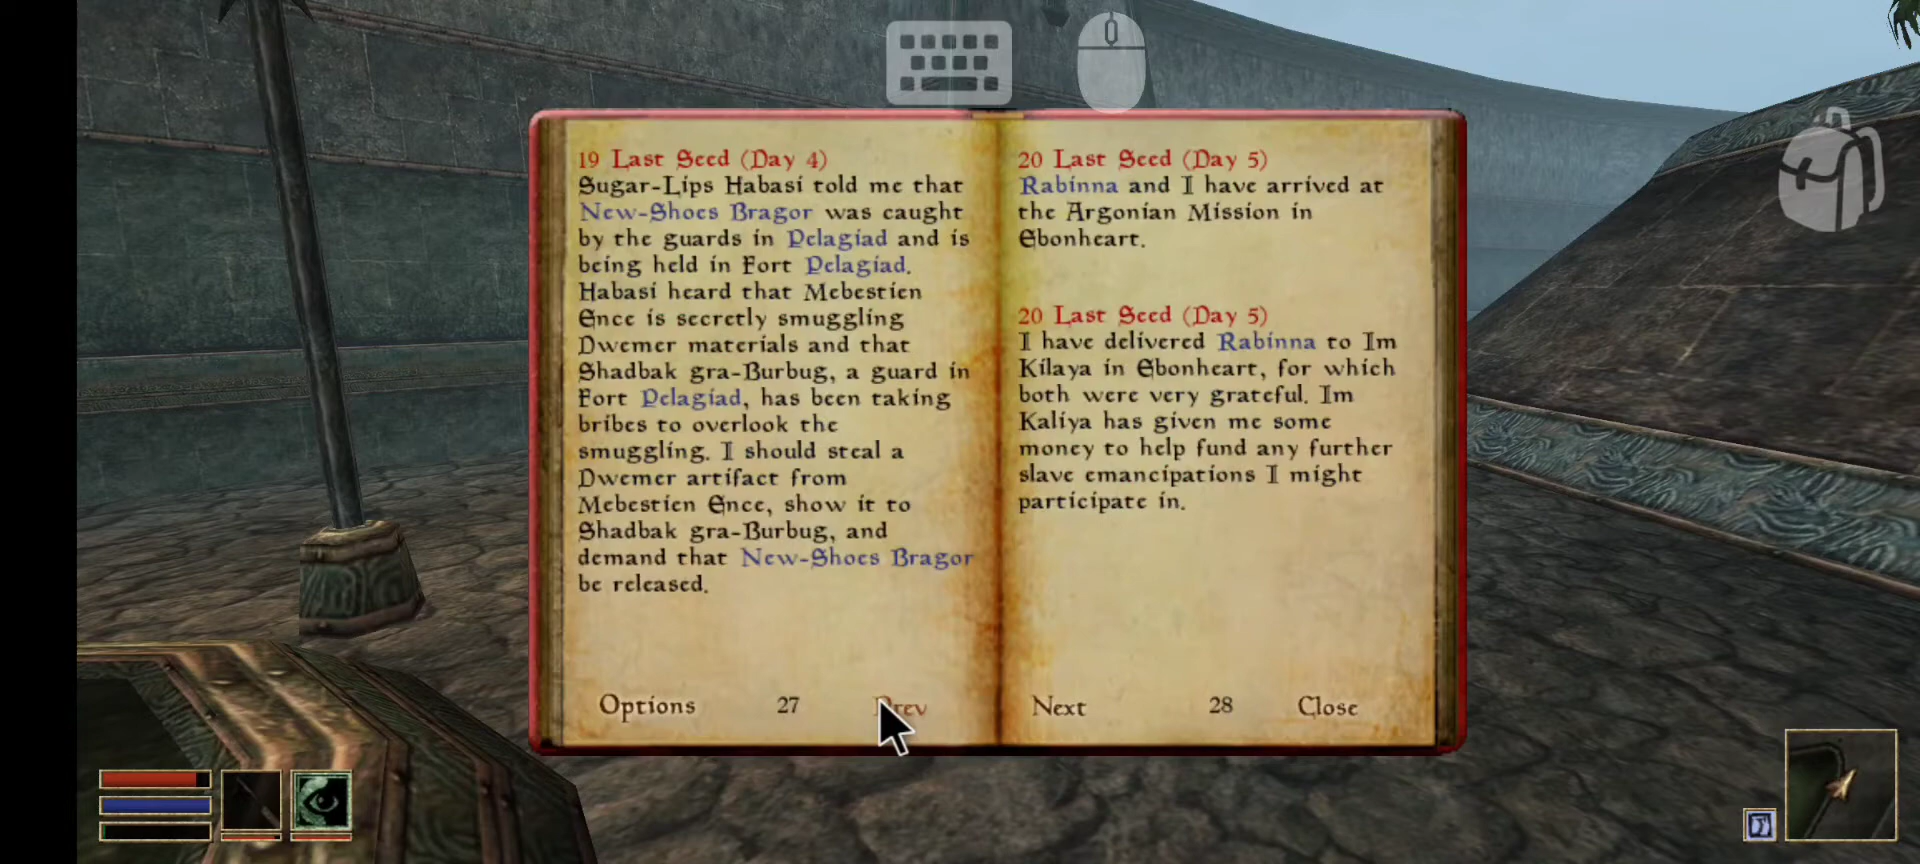 19 Last Seed (Day 4)
Sugar-Lips Habasi told me that
New-Shoes Bragor was caught
by the guards in Pelagiad and is
being held in Fort Pelagiad.
Habasi heard that Mebestien
Ence is secretly smuggling
Dwemer materials and that
Shadbak gra-Burbug, a guard in
Fort Pelagiad, has been taking
bribes to overlook the
smuggling. I should steal a
Dwemer artifact from
Mebestien Ence, show it to
Shadbak gra-Burbug, and
demand that New-Shoes Bragor
be released.
Options 27 Prev
20 Last Seed (Day 5)
Rabinna and I have arrived at
the Argonian Mission in
Ebonheart.
20 Last Seed (Day 5)
I have delivered Rabinna to Im
Kilaya in Ebonheart, for which
both were very grateful. Im
Kaliya has given me some
money to help fund any further
slave emancipations I might
participate in.
Next 28 Close